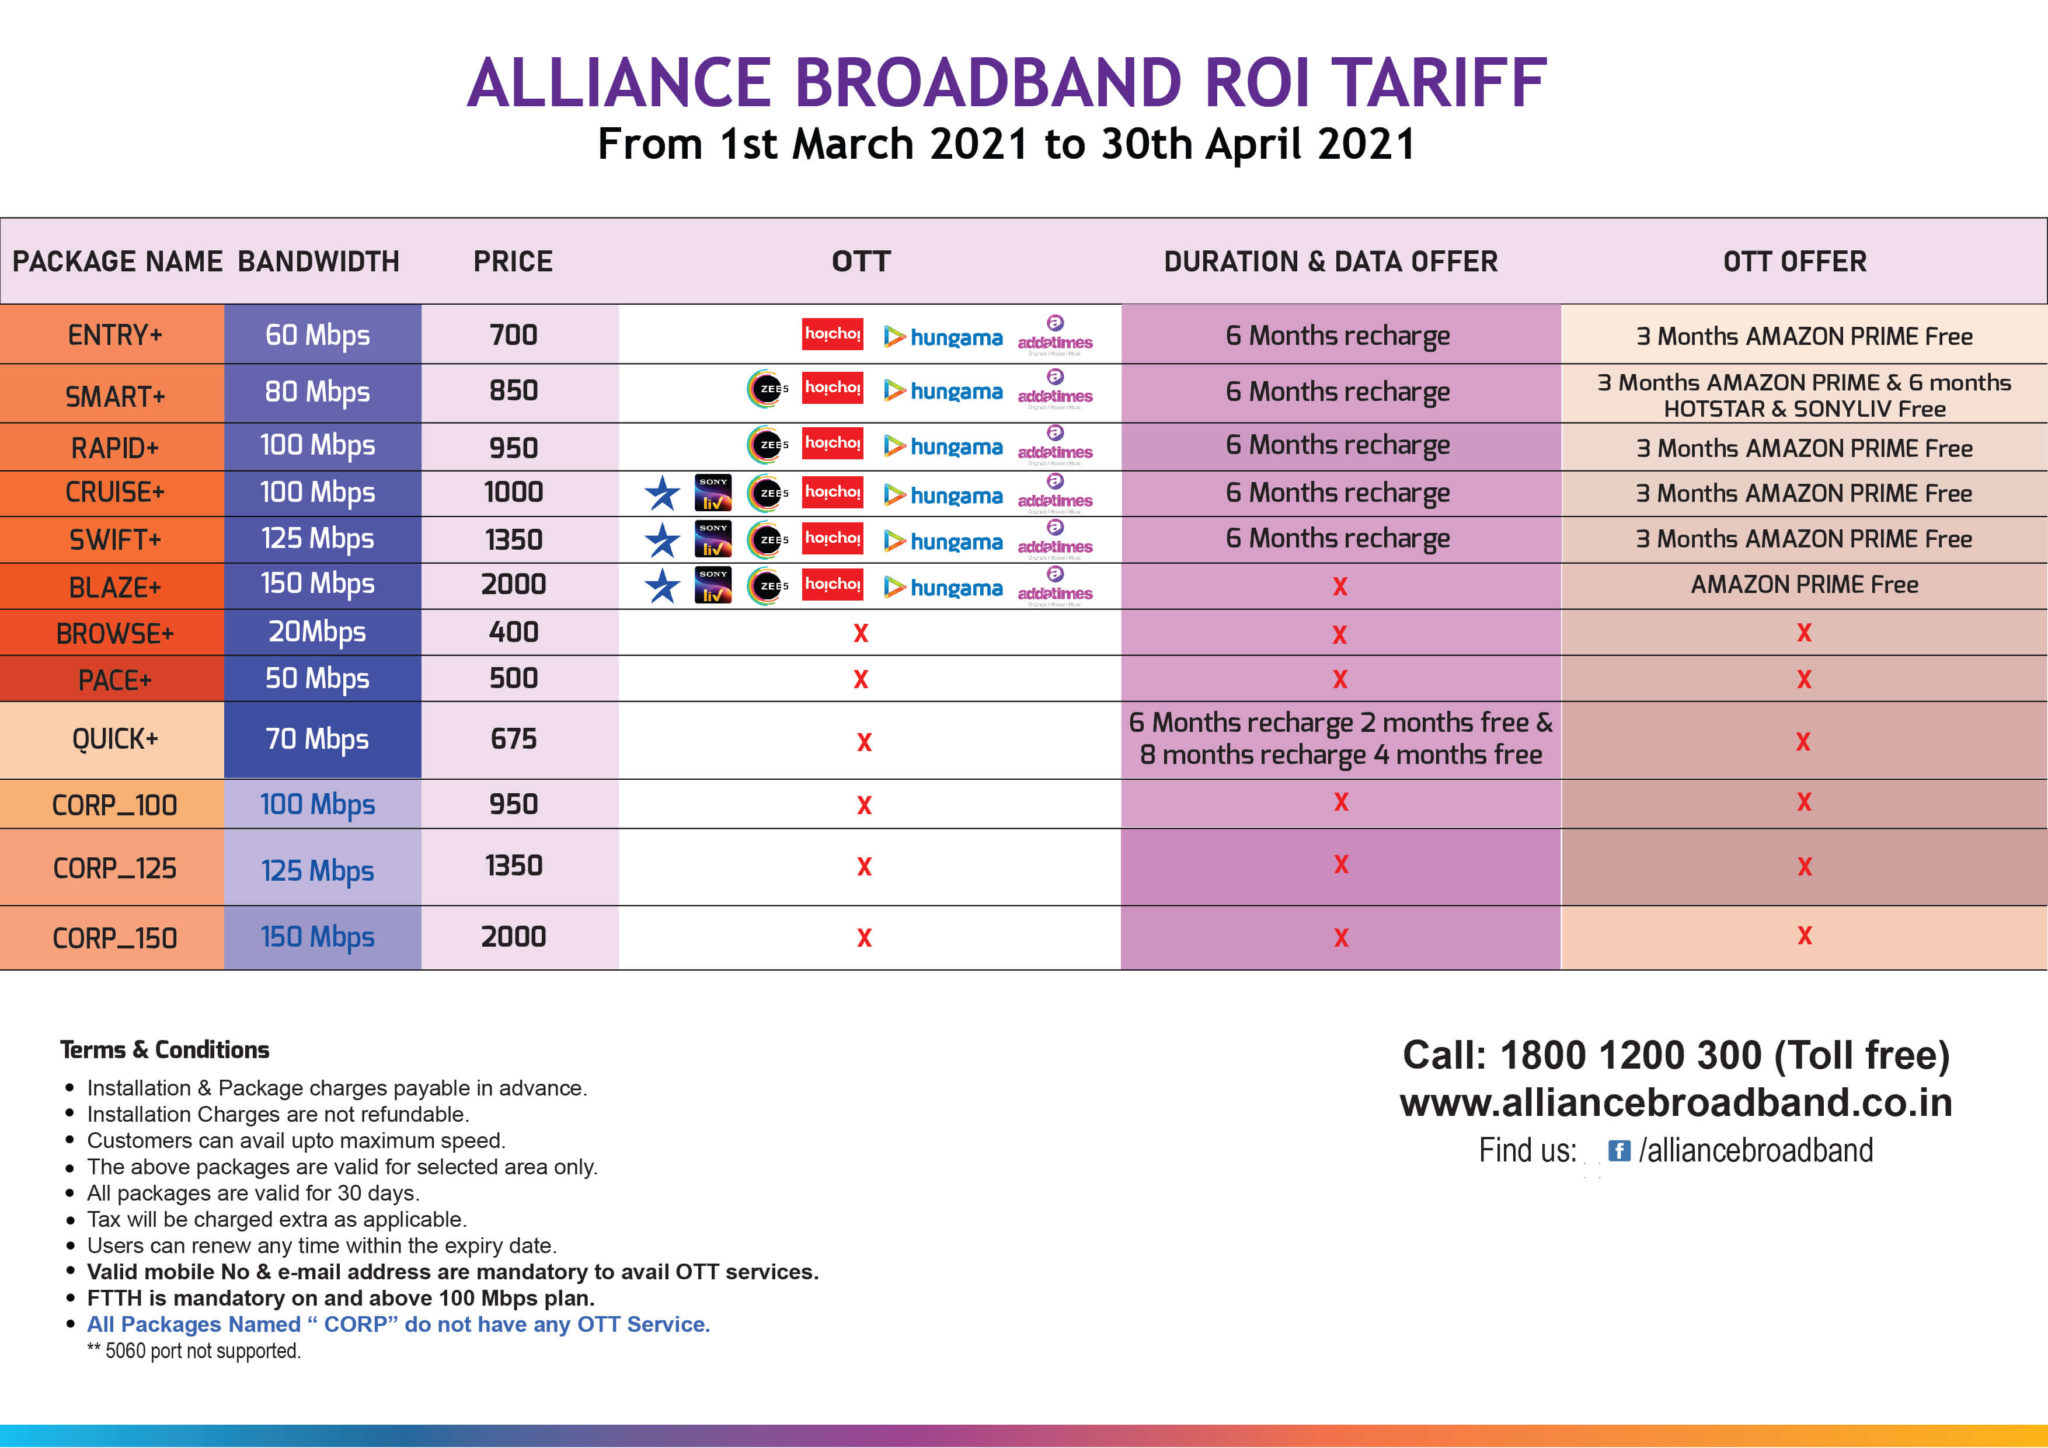 ALLIANCE BROADBAND ROI TARIFF
From 1st March 2021 to 30th April 2021
PACKAGE NAME BANDWIDTH PRICE OTT DURATION & DATA OFFER OTT OFFER
ENTRY+ 60 Mbps 700 hoichoi hungama addatimes 6 Months recharge 3 Months AMAZON PRIME Free
SMART+ 80 Mbps 850 ZEE5 hoichoi hungama addatimes 6 Months recharge 3 Months AMAZON PRIME & 6 months
HOTSTAR & SONYLIV Free
RAPID+ 100 Mbps 950 ZEE5 hoichoi hungama addatimes 6 Months recharge 3 Months AMAZON PRIME Free
CRUISE+ 100 Mbps 1000 SONY liv ZEE5 hoichoi hungama addatimes 6 Months recharge 3 Months AMAZON PRIME Free
SWIFT+ 125 Mbps 1350 SONY liv ZEE5 hoichoi hungama addatimes 6 Months recharge 3 Months AMAZON PRIME Free
BLAZE+ 150 Mbps 2000 SONY liv ZEE5 hoichoi hungama addatimes X AMAZON PRIME Free
BROWSE+ 20Mbps 400 X X X
PACE+ 50 Mbps 500 X X X
QUICK+ 70 Mbps 675 X 6 Months recharge 2 months free &
8 months recharge 4 months free X
CORP_100 100 Mbps 950 X X X
CORP_125 125 Mbps 1350 X X X
CORP_150 150 Mbps 2000 X X X
Terms & Conditions
• Installation & Package charges payable in advance.
• Installation Charges are not refundable.
• Customers can avail upto maximum speed.
• The above packages are valid for selected area only.
• All packages are valid for 30 days.
• Tax will be charged extra as applicable.
• Users can renew any time within the expiry date.
• Valid mobile No & e-mail address are mandatory to avail OTT services.
• FTTH is mandatory on and above 100 Mbps plan.
• All Packages Named “ CORP” do not have any OTT Service.
** 5060 port not supported.
Call: 1800 1200 300 (Toll free)
www.alliancebroadband.co.in
Find us: f /alliancebroadband